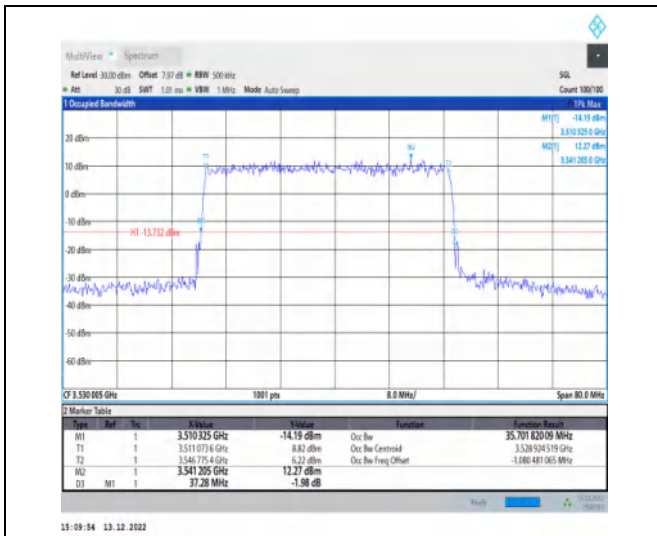 MultiView Spectrum
Ref Level 30.00 dBm Offset 7.97 dB RBW 500 kHz SGL
Att 30 dB SWT 1.01 ms VBW 1 MHz Mode Auto Sweep Count 100/100
1 Occupied Bandwidth 1Pk Max
M1[1] -14.19 dBm
3.510 325 0 GHz
M2[1] 12.27 dBm
3.541 205 0 GHz
20 dBm
10 dBm
0 dBm
-10 dBm
H1 -13.732 dBm
-20 dBm
-30 dBm
-40 dBm
-50 dBm
-60 dBm
CF 3.530 005 GHz 1001 pts 8.0 MHz/ Span 80.0 MHz
2 Marker Table
Type Ref Trc X-Value Y-Value Function Function Result
M1 1 3.510 325 GHz -14.19 dBm Occ Bw 35.701 820 09 MHz
T1 1 3.511 073 6 GHz 8.82 dBm Occ Bw Centroid 3.528 924 519 GHz
T2 1 3.546 775 4 GHz 6.22 dBm Occ Bw Freq Offset -1.080 481 065 MHz
M2 1 3.541 205 GHz 12.27 dBm
D3 M1 1 37.28 MHz -1.98 dB
Ready
15:09:54 13.12.2022